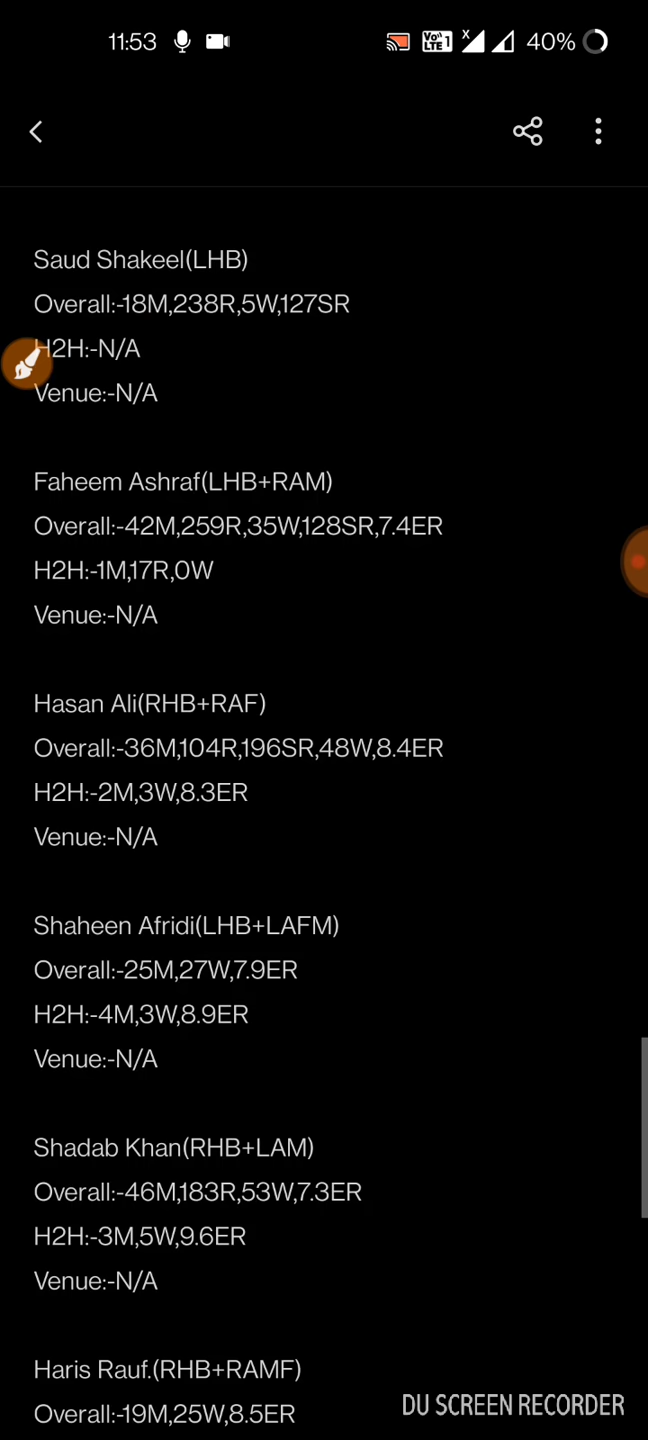 11:53 Vo)) LTE 1 X 40%
Saud Shakeel(LHB)
Overall:-18M,238R,5W,127SR
H2H:-N/A
Venue:-N/A
Faheem Ashraf(LHB+RAM)
Overall:-42M,259R,35W,128SR,7.4ER
H2H:-1M,17R,0W
Venue:-N/A
Hasan Ali(RHB+RAF)
Overall:-36M,104R,196SR,48W,8.4ER
H2H:-2M,3W,8.3ER
Venue:-N/A
Shaheen Afridi(LHB+LAFM)
Overall:-25M,27W,7.9ER
H2H:-4M,3W,8.9ER
Venue:-N/A
Shadab Khan(RHB+LAM)
Overall:-46M,183R,53W,7.3ER
H2H:-3M,5W,9.6ER
Venue:-N/A
Haris Rauf.(RHB+RAMF)
Overall:-19M,25W,8.5ER
DU SCREEN RECORDER